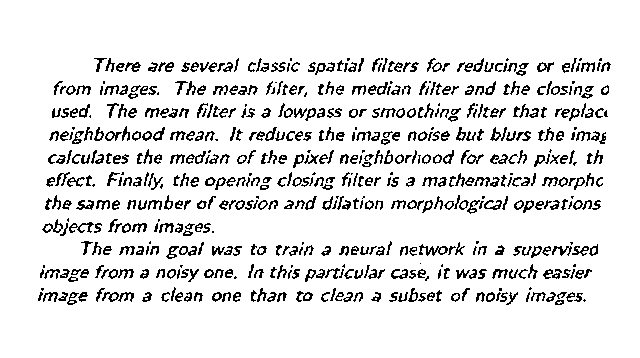 There are several classic spatial filters for reducing or elimin
from images. The mean filter, the median filter and the closing o
used. The mean filter is a lowpass or smoothing filter that replac
neighborhood mean. It reduces the image noise but blurs the imag
calculates the median of the pixel neighborhood for each pixel, th
effect. Finally, the opening closing filter is a mathematical morpho
the same number of erosion and dilation morphological operations
objects from images.
The main goal was to train a neural network in a supervised
image from a noisy one. In this particular case, it was much easier
image from a clean one than to clean a subset of noisy images.